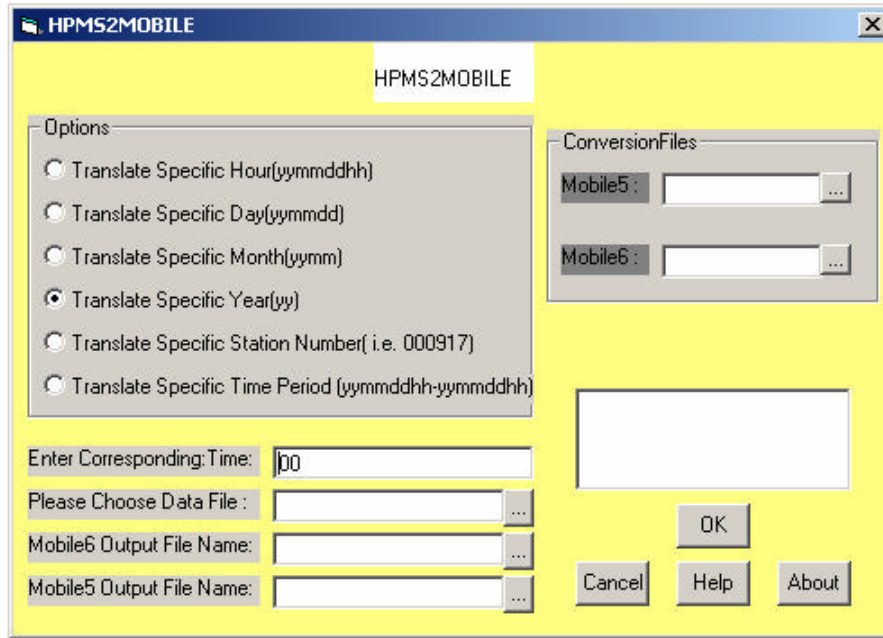 HPMS2MOBILE
HPMS2MOBILE
Options
Translate Specific Hour(yymmddhh)
Translate Specific Day(yymmdd)
Translate Specific Month(yymm)
Translate Specific Year(yy)
Translate Specific Station Number( i.e. 000917)
Translate Specific Time Period (yymmddhh-yymmddhh)
ConversionFiles
Mobile5 :
...
Mobile6 :
...
Enter Corresponding:Time:
00
Please Choose Data File :
...
Mobile6 Output File Name:
...
Mobile5 Output File Name:
...
OK
Cancel
Help
About